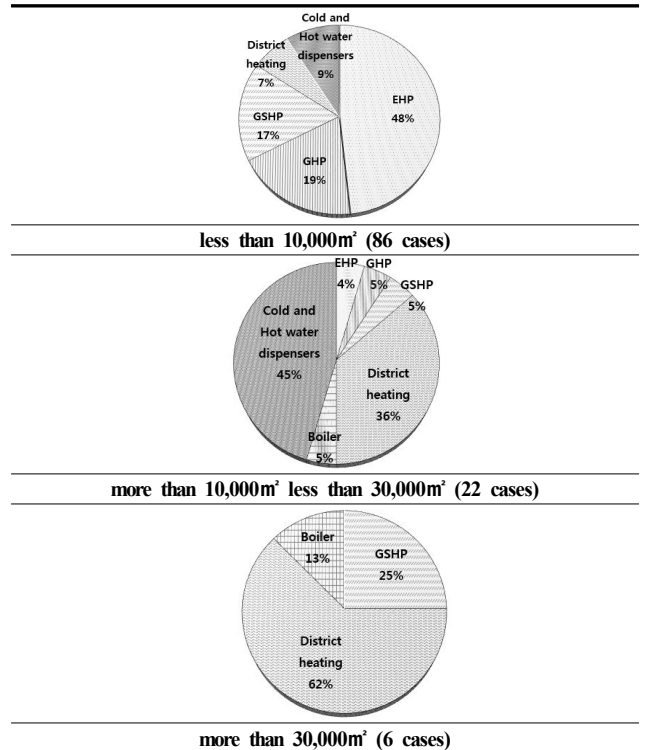 Cold and
Hot water
dispensers
9%
District
heating
7%
EHP
48%
GSHP
17%
GHP
19%
less than 10,000㎡ (86 cases)
EHP
4%
GHP
5%
GSHP
5%
Cold and
Hot water
dispensers
45%
District
heating
36%
Boiler
5%
more than 10,000㎡ less than 30,000㎡ (22 cases)
Boiler
13%
GSHP
25%
District
heating
62%
more than 30,000㎡ (6 cases)